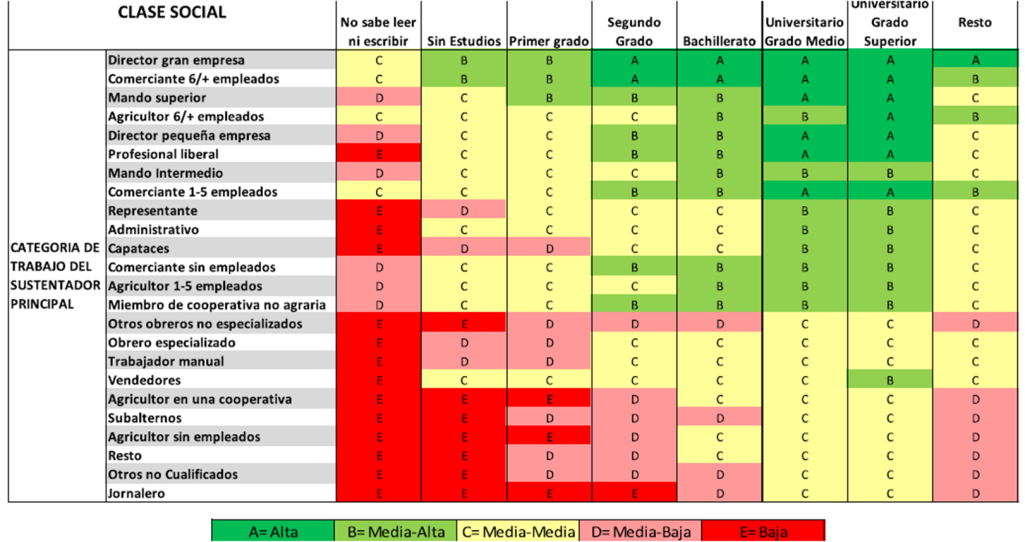 CLASE SOCIAL
No sabe leer ni escribir Sin Estudios Primer grado Segundo Grado Bachillerato Universitario Grado Medio Universitario Grado Superior Resto
CATEGORIA DE TRABAJO DEL SUSTENTADOR PRINCIPAL
Director gran empresa C B B A A A A A
Comerciante 6/+ empleados C B B A A A A B
Mando superior D C B B B A A C
Agricultor 6/+ empleados C C C C B B A B
Director pequeña empresa D C C B B A A C
Profesional liberal E C C B B A A C
Mando Intermedio D C C C B B B C
Comerciante 1-5 empleados C C C B B A A B
Representante E D C C C B B C
Administrativo E C C C C B B C
Capataces E D D C C B B C
Comerciante sin empleados D C C B B B B C
Agricultor 1-5 empleados D C C C B B B C
Miembro de cooperativa no agraria D C C B B B B C
Otros obreros no especializados E E D D D C C D
Obrero especializado E D D C C C C C
Trabajador manual E D D C C C C C
Vendedores E C C C C C B C
Agricultor en una cooperativa E E E D C C C D
Subalternos E E D D D C C D
Agricultor sin empleados E E E D C C C D
Resto E E D D C C C D
Otros no Cualificados E E D D D C C D
Jornalero E E E E D C C D
A= Alta B= Media-Alta C= Media-Media D= Media-Baja E= Baja